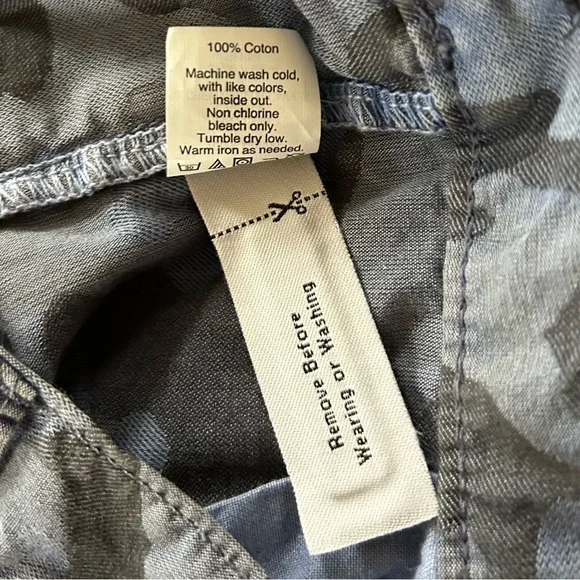 100% Coton
Machine wash cold,
with like colors,
inside out.
Non chlorine
bleach only.
Tumble dry low.
Warm iron as needed.
Remove Before
Wearing or Washing